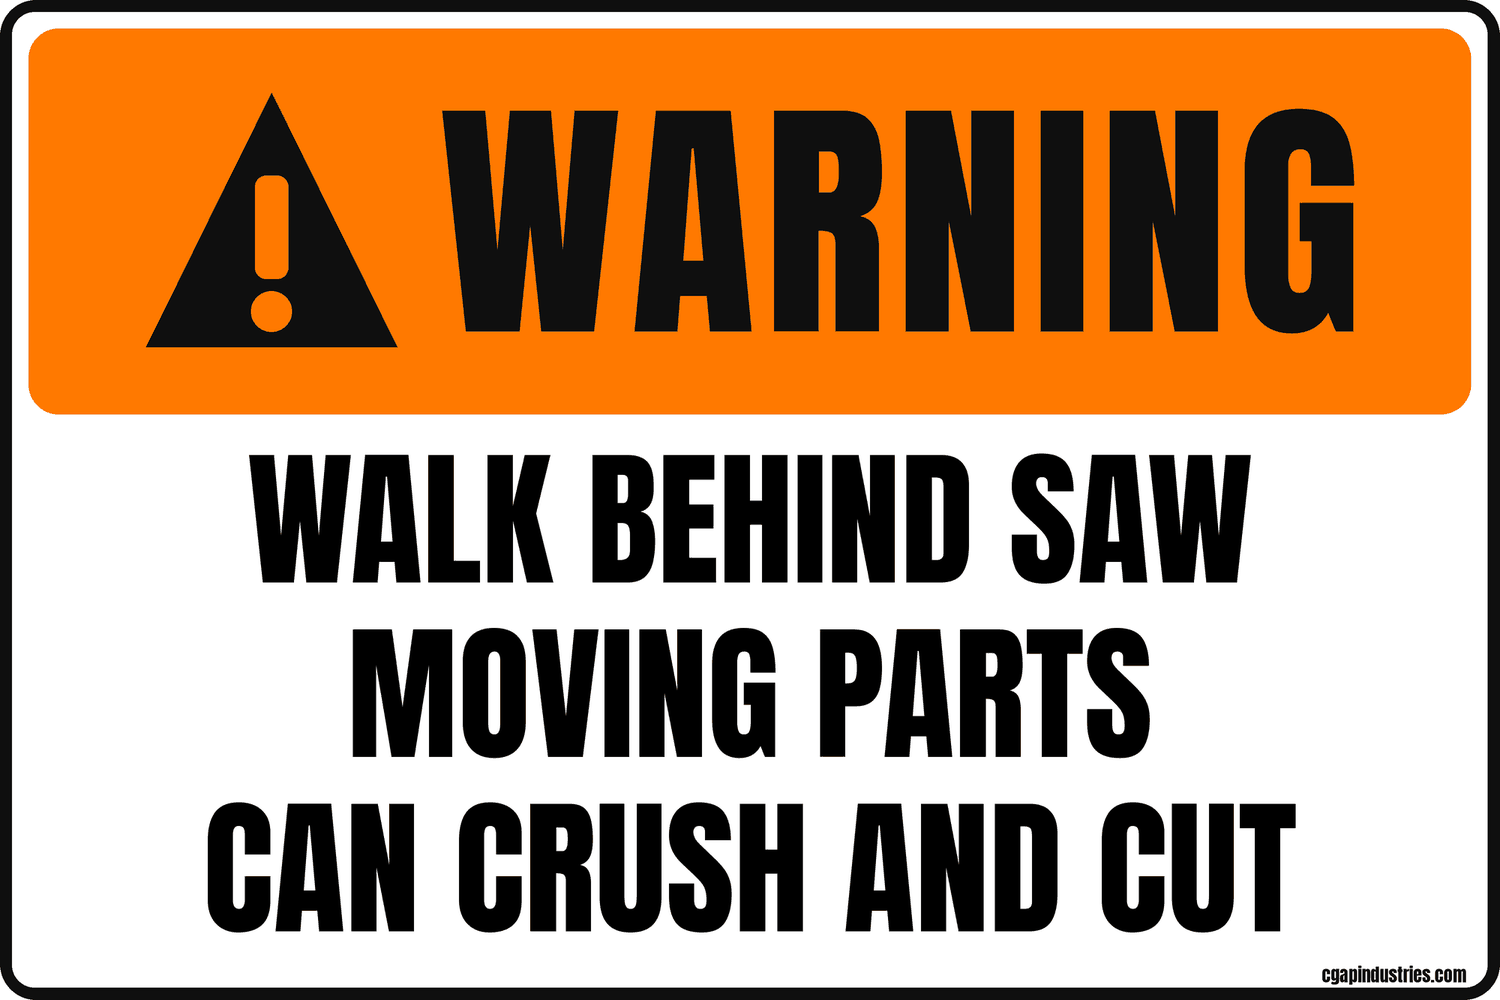 WARNING
WALK BEHIND SAW
MOVING PARTS
CAN CRUSH AND CUT
cgapindustries.com